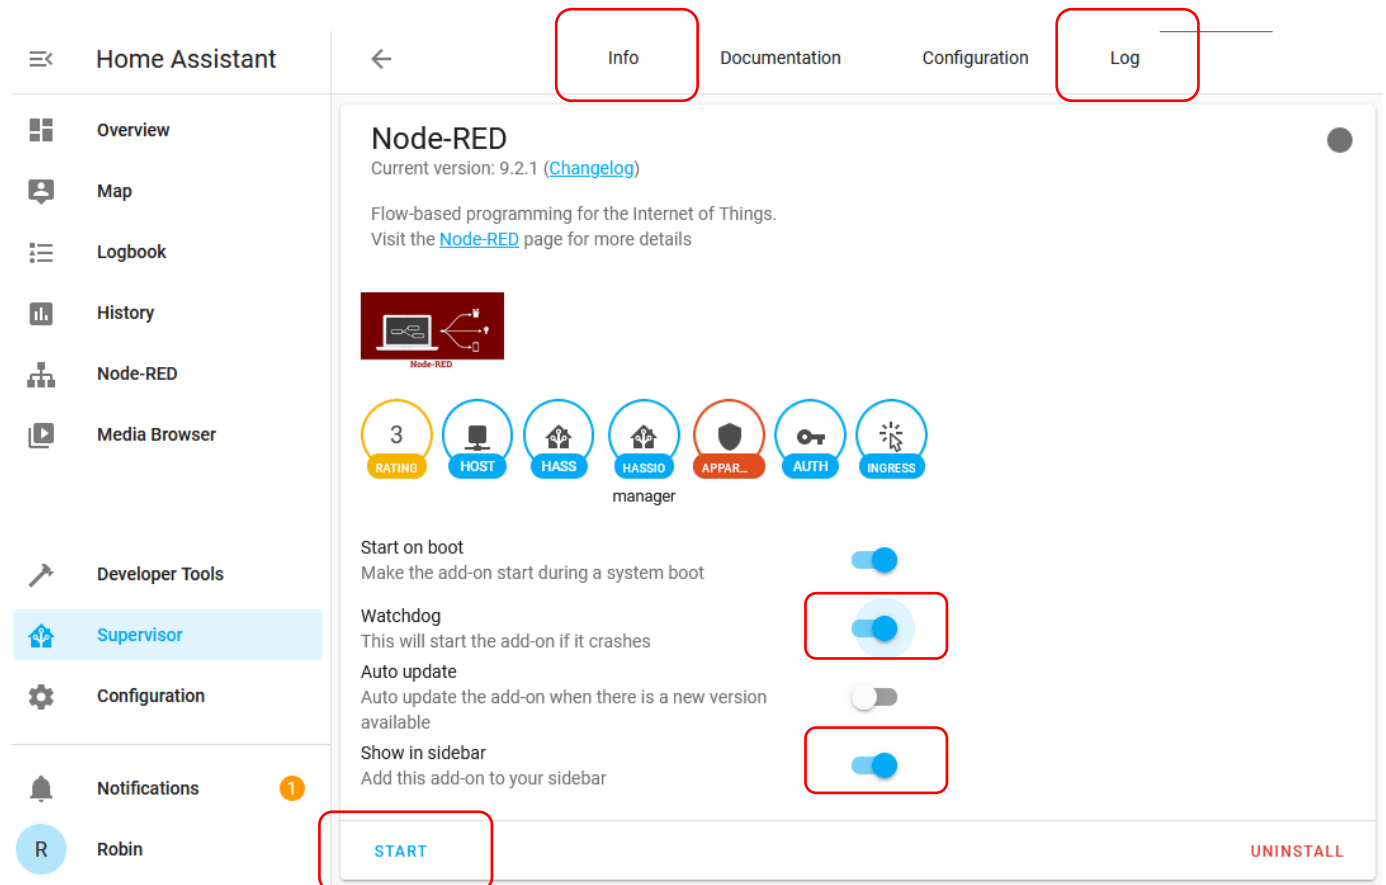 Home Assistant
Overview
Map
Logbook
History
Node-RED
Media Browser
Developer Tools
Supervisor
Configuration
Notifications
1
R
Robin
Info
Documentation
Configuration
Log
Node-RED
Current version: 9.2.1 (Changelog)
Flow-based programming for the Internet of Things.
Visit the Node-RED page for more details
Node-RED
3
RATING
HOST
HASS
HASSIO
manager
APPAR...
AUTH
INGRESS
Start on boot
Make the add-on start during a system boot
Watchdog
This will start the add-on if it crashes
Auto update
Auto update the add-on when there is a new version
available
Show in sidebar
Add this add-on to your sidebar
START
UNINSTALL